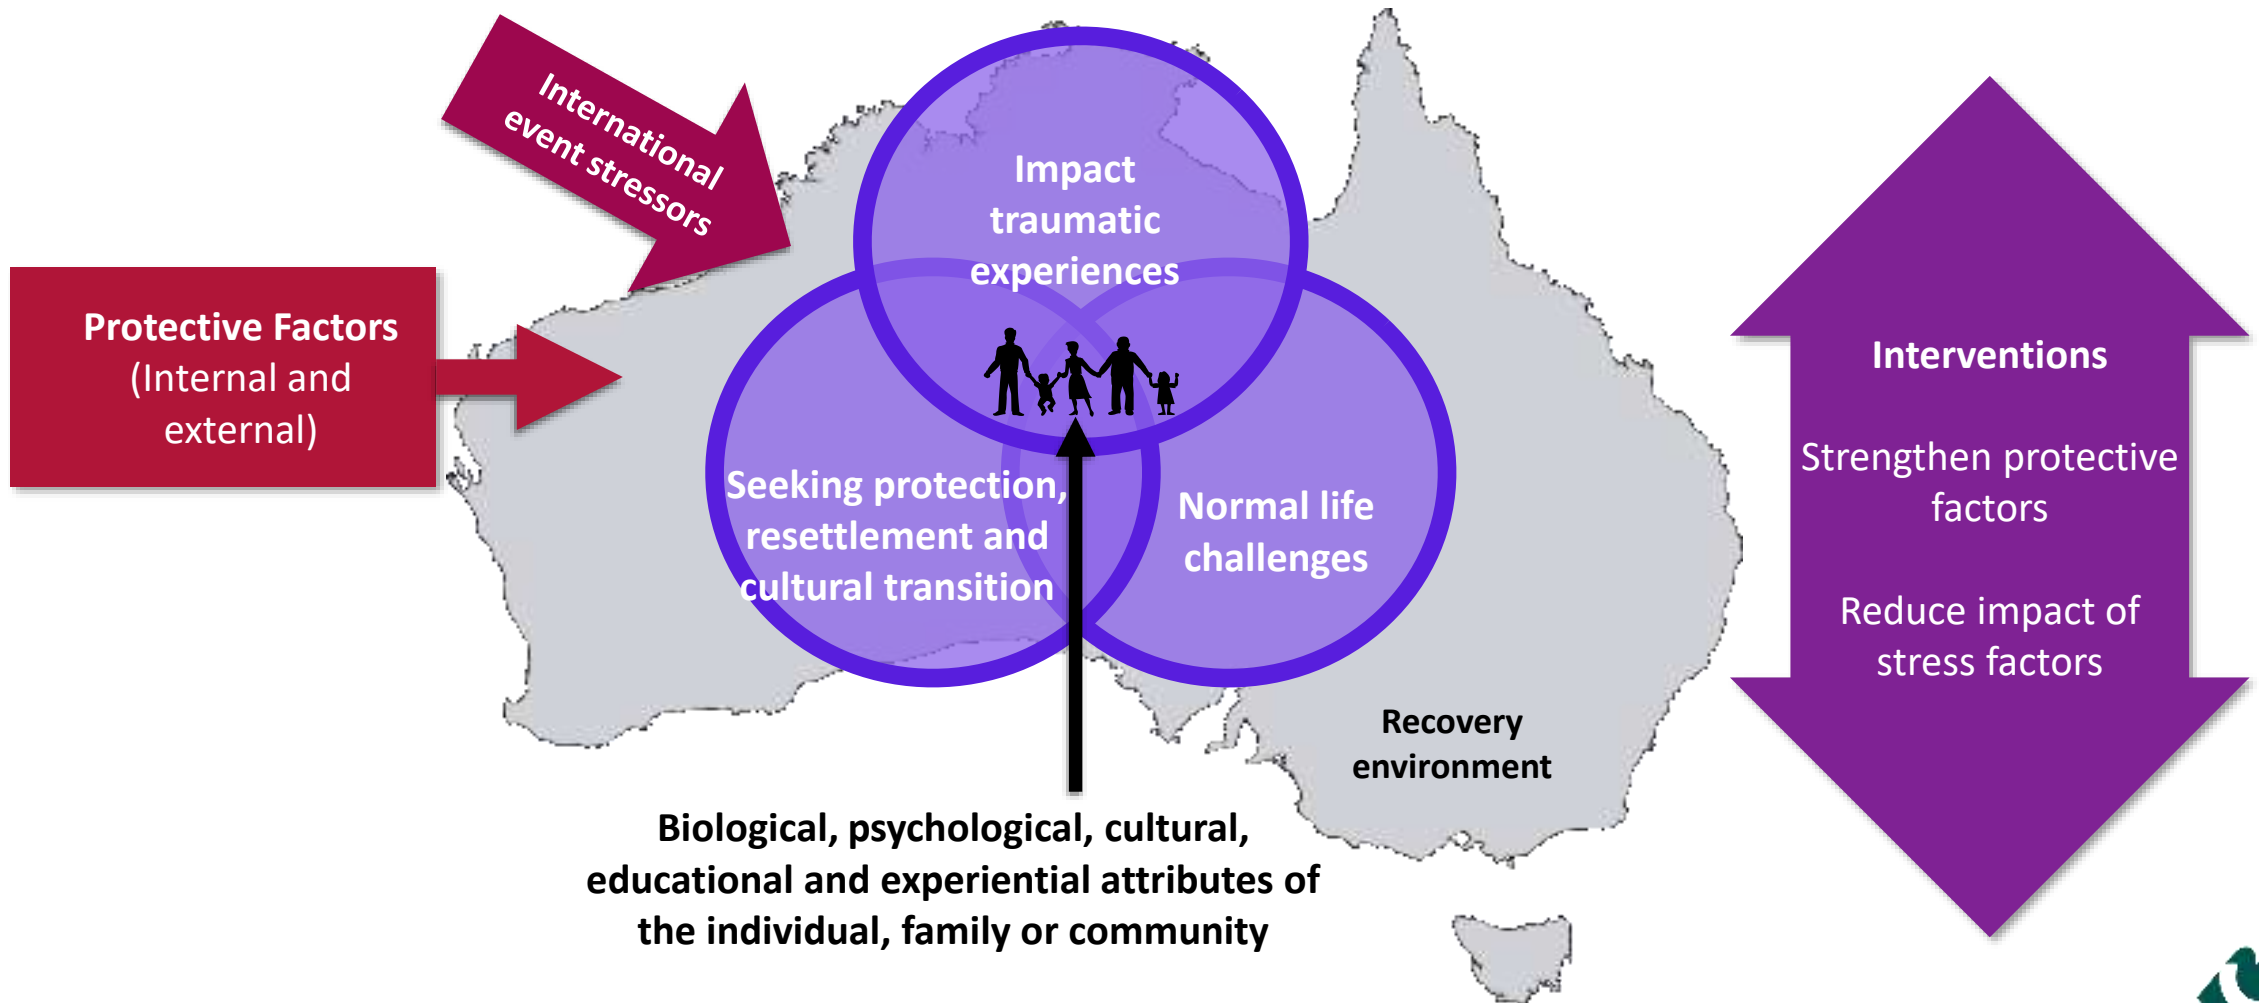 International
event stressors
Protective Factors
(Internal and
external)
Impact
traumatic
experiences
Seeking protection,
resettlement and
cultural transition
Normal life
challenges
Recovery
environment
Biological, psychological, cultural,
educational and experiential attributes of
the individual, family or community
Interventions
Strengthen protective
factors
Reduce impact of
stress factors